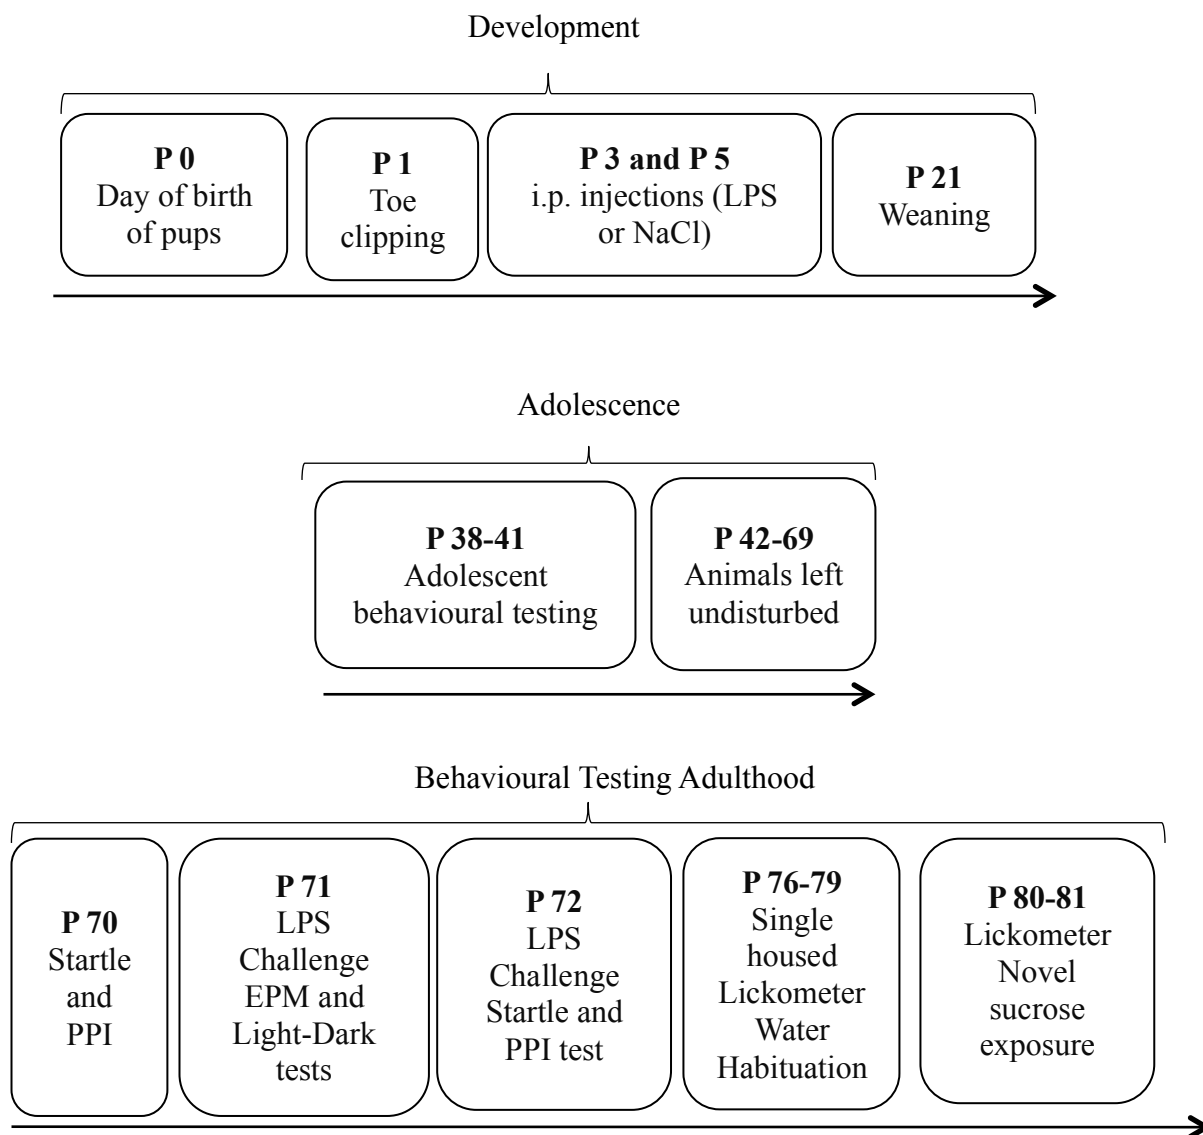 Development
P 0
Day of birth
of pups
P 1
Toe
clipping
P 3 and P 5
i.p. injections (LPS
or NaCl)
P 21
Weaning
Adolescence
P 38-41
Adolescent
behavioural testing
P 42-69
Animals left
undisturbed
Behavioural Testing Adulthood
P 70
Startle
and
PPI
P 71
LPS
Challenge
EPM and
Light-Dark
tests
P 72
LPS
Challenge
Startle and
PPI test
P 76-79
Single
housed
Lickometer
Water
Habituation
P 80-81
Lickometer
Novel
sucrose
exposure